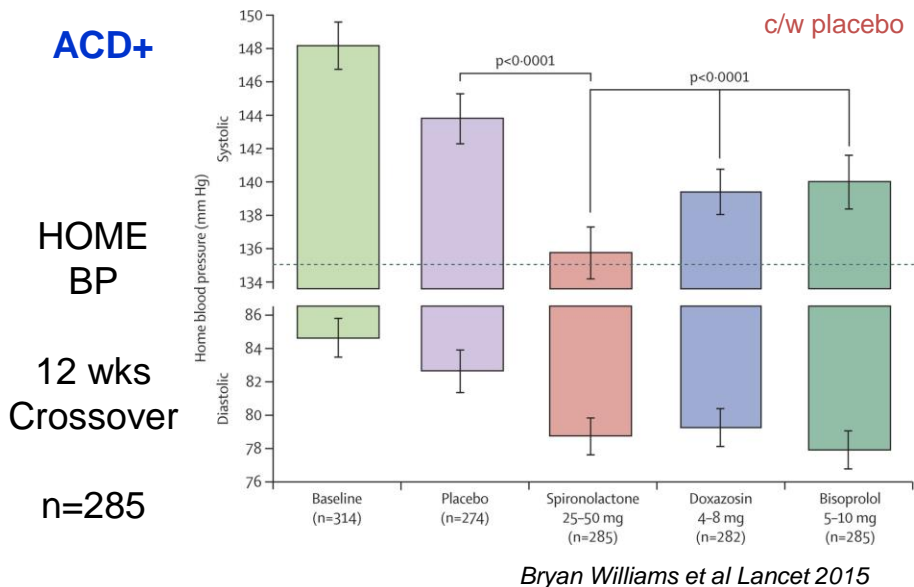 ACD+
c/w placebo
HOME
BP
12 wks
Crossover
n=285
Home blood pressure (mm Hg)
Systolic
Diastolic
150
148
146
144
142
140
138
136
134
86
84
82
80
78
76
p<0·0001
p<0·0001
Baseline
(n=314)
Placebo
(n=274)
Spironolactone
25–50 mg
(n=285)
Doxazosin
4–8 mg
(n=282)
Bisoprolol
5–10 mg
(n=285)
Bryan Williams et al Lancet 2015